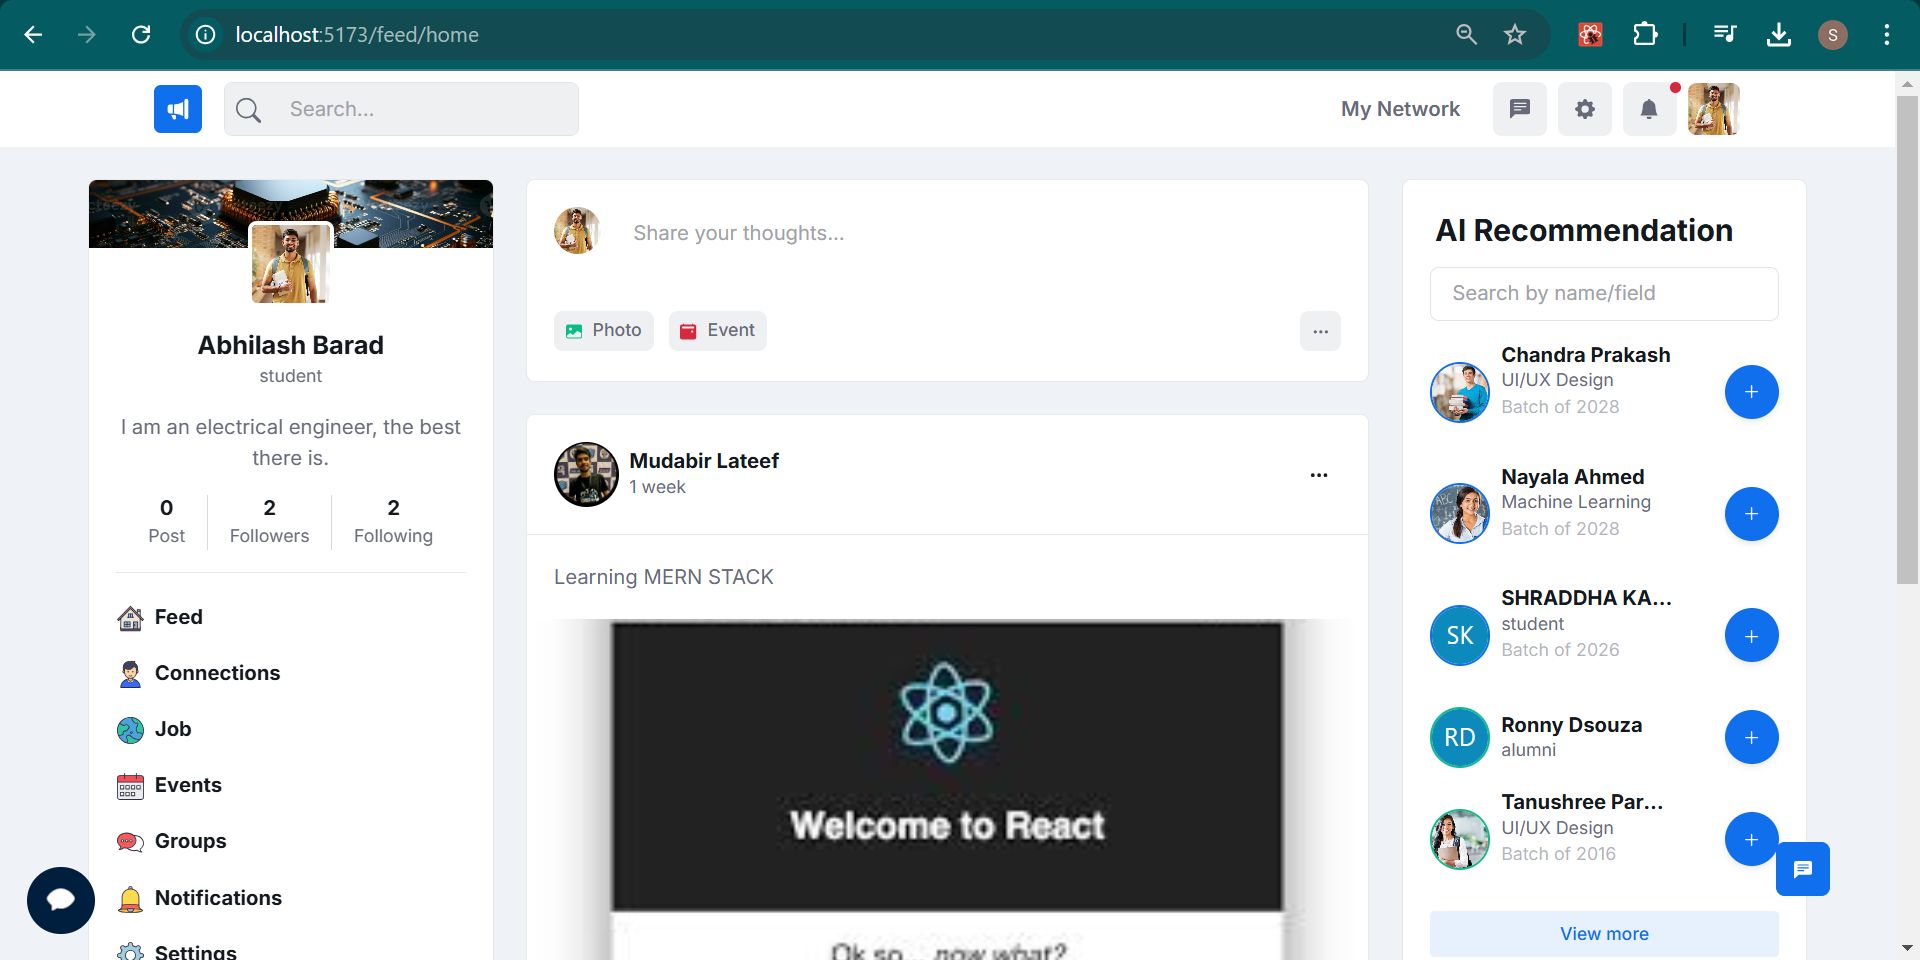 localhost:5173/feed/home
S
Search...
My Network
Abhilash Barad
student
I am an electrical engineer, the best
there is.
0 2 2
Post Followers Following
Feed
Connections
Job
Events
Groups
Notifications
Settings
Share your thoughts...
Photo Event
Mudabir Lateef
1 week
Learning MERN STACK
Welcome to React
Ok so... now what?
AI Recommendation
Search by name/field
Chandra Prakash
UI/UX Design
Batch of 2028
ABC
Nayala Ahmed
Machine Learning
Batch of 2028
SK
SHRADDHA KA...
student
Batch of 2026
RD
Ronny Dsouza
alumni
Tanushree Par...
UI/UX Design
Batch of 2016
View more